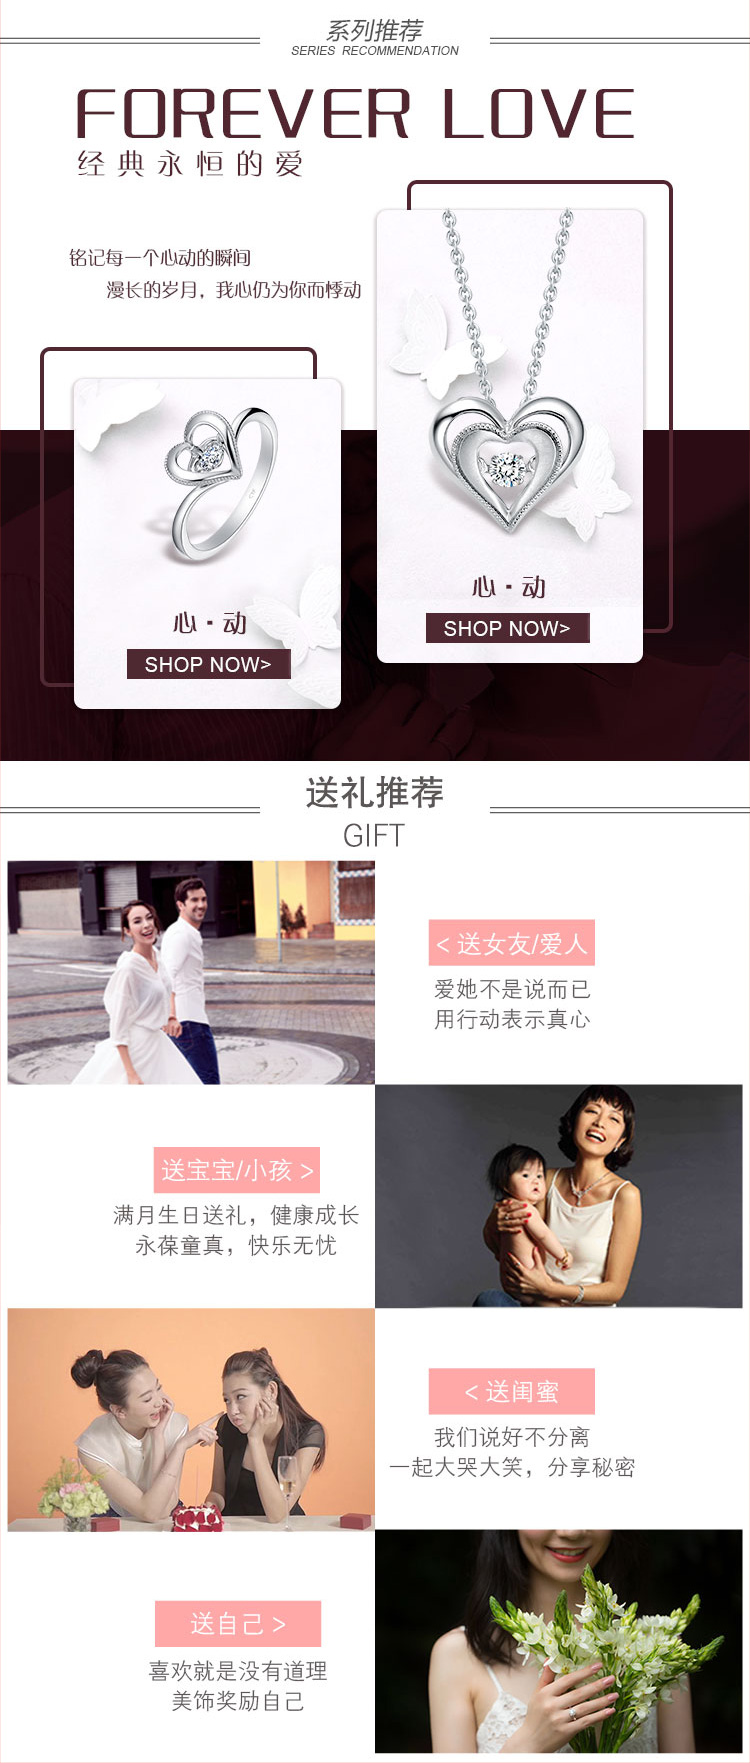 系列推荐
SERIES RECOMMENDATION
FOREVER LOVE
经典永恒的爱
铭记每一个心动的瞬间
漫长的岁月，我心仍为你而悸动
心·动
SHOP NOW>
心·动
SHOP NOW>
送礼推荐
GIFT
< 送女友/爱人
爱她不是说而已
用行动表示真心
送宝宝/小孩 >
满月生日送礼，健康成长
永葆童真，快乐无忧
< 送闺蜜
我们说好不分离
一起大哭大笑，分享秘密
送自己 >
喜欢就是没有道理
美饰奖励自己